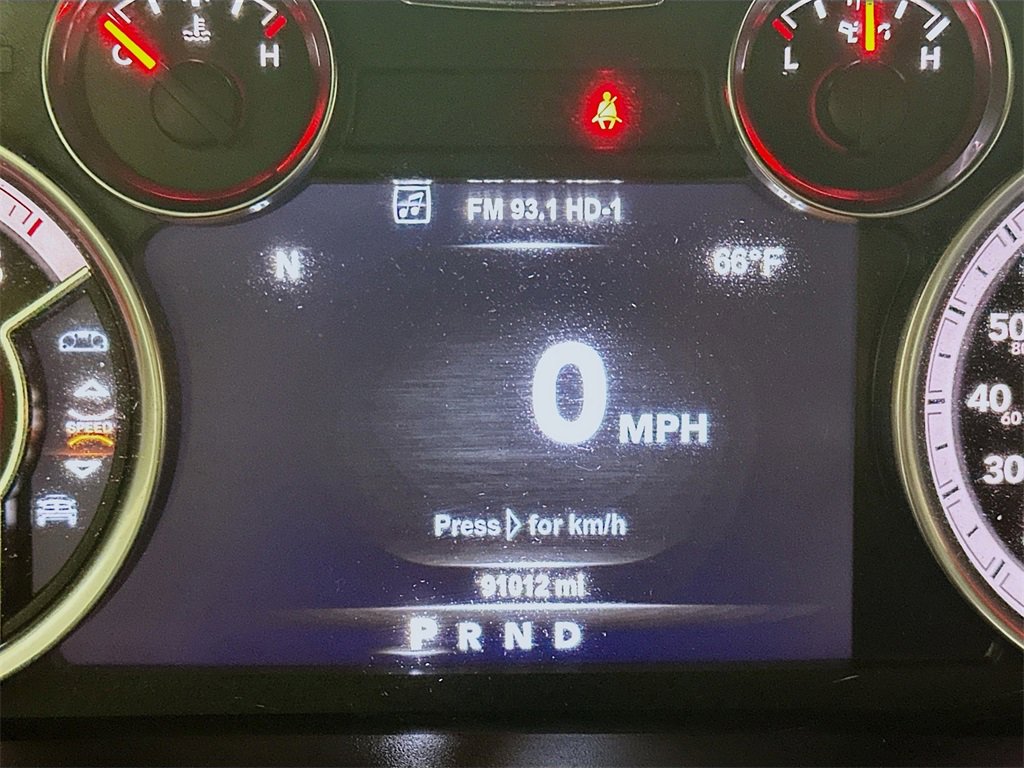 C H
L H
FM 93.1 HD-1
N
66°F
50
80
0 MPH
40
60
SPEED
30
Press ▷ for km/h
91012 mi
P R N D